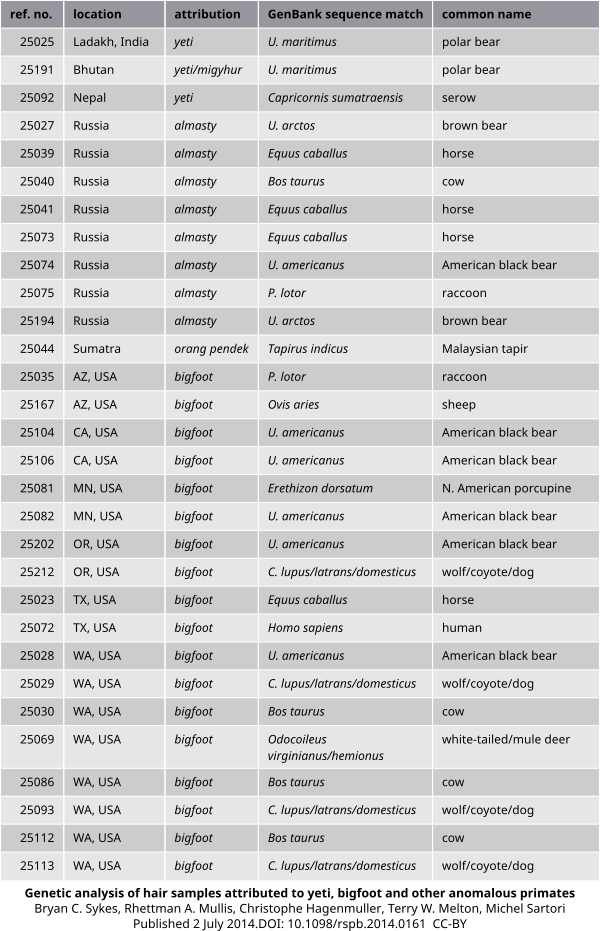 ref. no. location attribution GenBank sequence match common name
25025 Ladakh, India yeti U. maritimus polar bear
25191 Bhutan yeti/migyhur U. maritimus polar bear
25092 Nepal yeti Capricornis sumatraensis serow
25027 Russia almasty U. arctos brown bear
25039 Russia almasty Equus caballus horse
25040 Russia almasty Bos taurus cow
25041 Russia almasty Equus caballus horse
25073 Russia almasty Equus caballus horse
25074 Russia almasty U. americanus American black bear
25075 Russia almasty P. lotor raccoon
25194 Russia almasty U. arctos brown bear
25044 Sumatra orang pendek Tapirus indicus Malaysian tapir
25035 AZ, USA bigfoot P. lotor raccoon
25167 AZ, USA bigfoot Ovis aries sheep
25104 CA, USA bigfoot U. americanus American black bear
25106 CA, USA bigfoot U. americanus American black bear
25081 MN, USA bigfoot Erethizon dorsatum N. American porcupine
25082 MN, USA bigfoot U. americanus American black bear
25202 OR, USA bigfoot U. americanus American black bear
25212 OR, USA bigfoot C. lupus/latrans/domesticus wolf/coyote/dog
25023 TX, USA bigfoot Equus caballus horse
25072 TX, USA bigfoot Homo sapiens human
25028 WA, USA bigfoot U. americanus American black bear
25029 WA, USA bigfoot C. lupus/latrans/domesticus wolf/coyote/dog
25030 WA, USA bigfoot Bos taurus cow
25069 WA, USA bigfoot Odocoileus white-tailed/mule deer
virginianus/hemionus
25086 WA, USA bigfoot Bos taurus cow
25093 WA, USA bigfoot C. lupus/latrans/domesticus wolf/coyote/dog
25112 WA, USA bigfoot Bos taurus cow
25113 WA, USA bigfoot C. lupus/latrans/domesticus wolf/coyote/dog
Genetic analysis of hair samples attributed to yeti, bigfoot and other anomalous primates
Bryan C. Sykes, Rhettman A. Mullis, Christophe Hagenmuller, Terry W. Melton, Michel Sartori
Published 2 July 2014.DOI: 10.1098/rspb.2014.0161 CC-BY